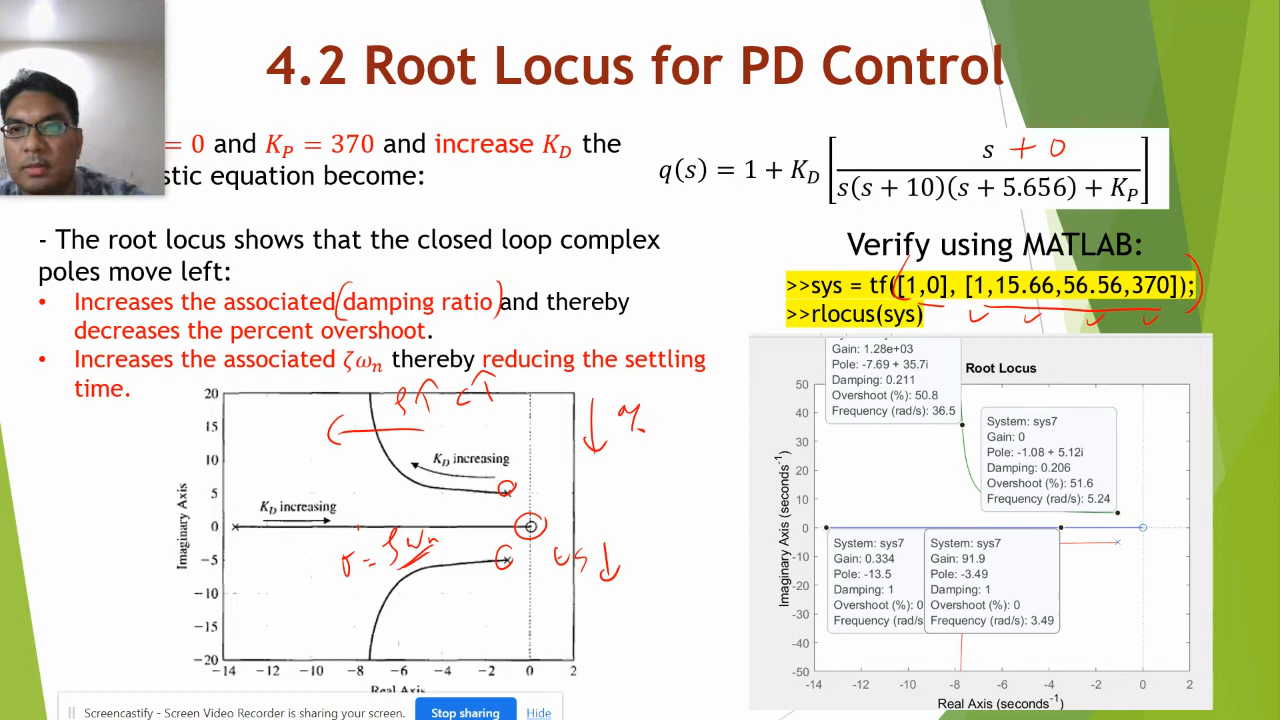 4.2 Root Locus for PD Control
= 0 and K_P = 370 and increase K_D the
stic equation become:
q(s) = 1 + K_D [ s + 0 / s(s + 10)(s + 5.656) + K_P ]
- The root locus shows that the closed loop complex
poles move left:
• Increases the associated (damping ratio) and thereby
decreases the percent overshoot.
• Increases the associated ζω_n thereby reducing the settling
time.
Verify using MATLAB:
>>sys = tf([1,0], [1,15.66,56.56,370]);
>>rlocus(sys)
20
15
10
5
0
−5
−10
−15
−20
−14
−12
−10
−8
−6
−4
−2
0
2
Imaginary Axis
Real Axis
K_D increasing
K_D increasing
σ = ζω_n
%
Root Locus
Gain: 1.28e+03
Pole: -7.69 + 35.7i
Damping: 0.211
Overshoot (%): 50.8
Frequency (rad/s): 36.5
System: sys7
Gain: 0
Pole: -1.08 + 5.12i
Damping: 0.206
Overshoot (%): 51.6
Frequency (rad/s): 5.24
System: sys7
Gain: 0.334
Pole: -13.5
Damping: 1
Overshoot (%): 0
Frequency (rad/s
System: sys7
Gain: 91.9
Pole: -3.49
Damping: 1
Overshoot (%): 0
Frequency (rad/s): 3.49
50
40
30
20
10
0
-10
-20
-30
-40
-50
-14
-12
-10
-8
-6
-4
-2
0
2
Imaginary Axis (seconds⁻¹)
Real Axis (seconds⁻¹)
Screencastify - Screen Video Recorder is sharing your screen.
Stop sharing
Hide